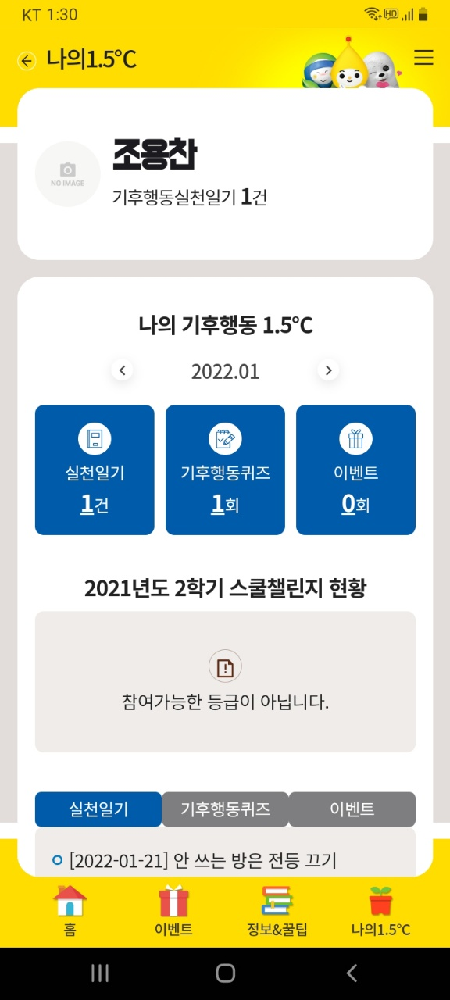 KT 1:30
HD
나의1.5℃
NO IMAGE
조용찬
기후행동실천일기 1건
나의 기후행동 1.5℃
2022.01
실천일기
1건
기후행동퀴즈
1회
이벤트
0회
2021년도 2학기 스쿨챌린지 현황
참여가능한 등급이 아닙니다.
실천일기 기후행동퀴즈 이벤트
[2022-01-21] 안 쓰는 방은 전등 끄기
홈 이벤트 정보&꿀팁 나의1.5℃